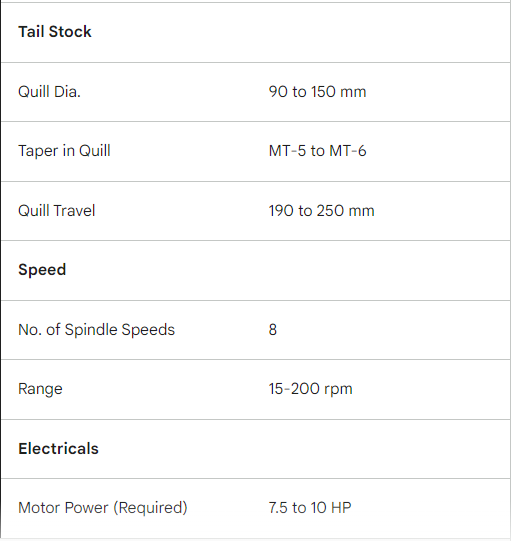 Tail Stock
Quill Dia. 90 to 150 mm
Taper in Quill MT-5 to MT-6
Quill Travel 190 to 250 mm
Speed
No. of Spindle Speeds 8
Range 15-200 rpm
Electricals
Motor Power (Required) 7.5 to 10 HP